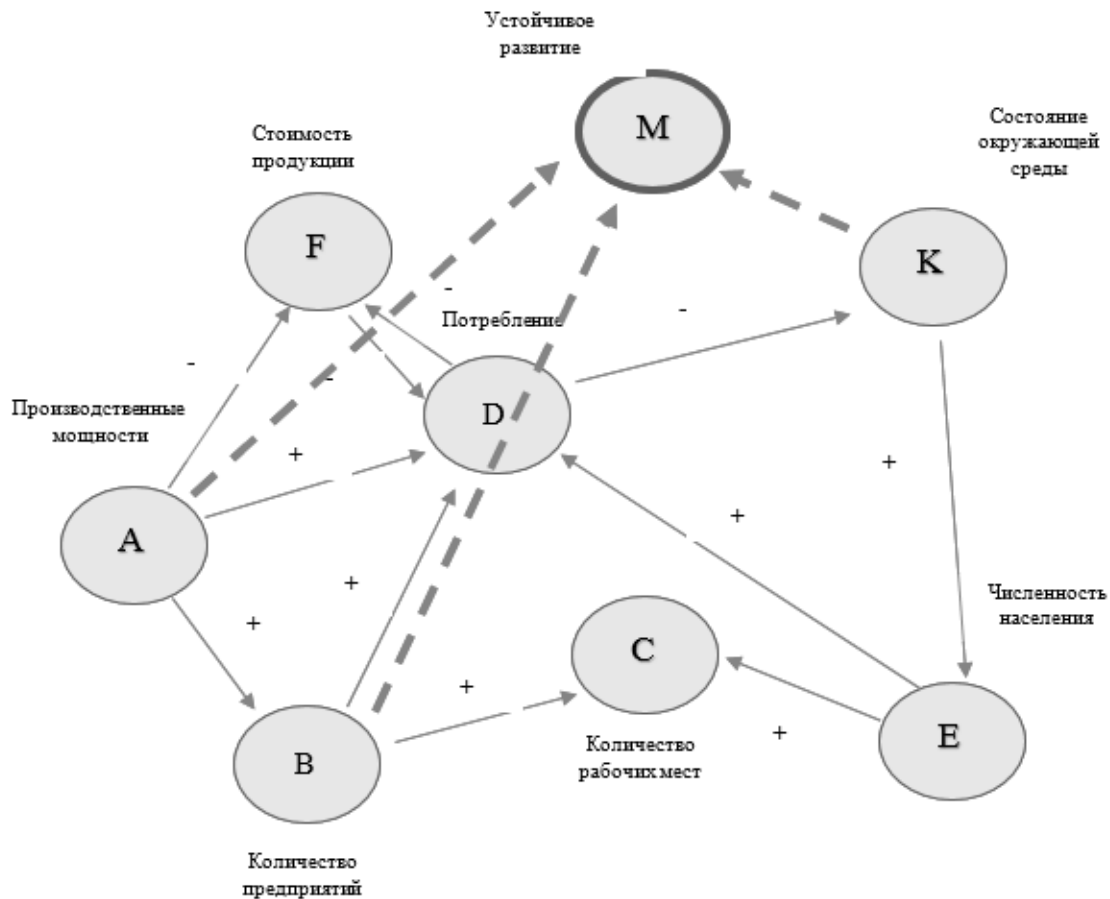 Устойчивое
развитие
M
Состояние
окружающей
среды
Стоимость
продукции
F
K
-
Потребление
-
-
-
Производственные
мощности
D
+
+
A
+
+
+
Численность
населения
C
+
+
E
B
Количество
рабочих мест
Количество
предприятий